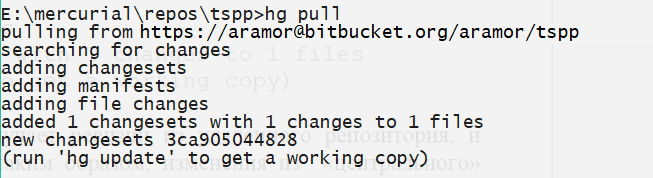 E:\mercurial\repos\tspp>hg pull
pulling from https://aramor@bitbucket.org/aramor/tspp
searching for changes
adding changesets
adding manifests
adding file changes
added 1 changesets with 1 changes to 1 files
new changesets 3ca905044828
(run 'hg update' to get a working copy)